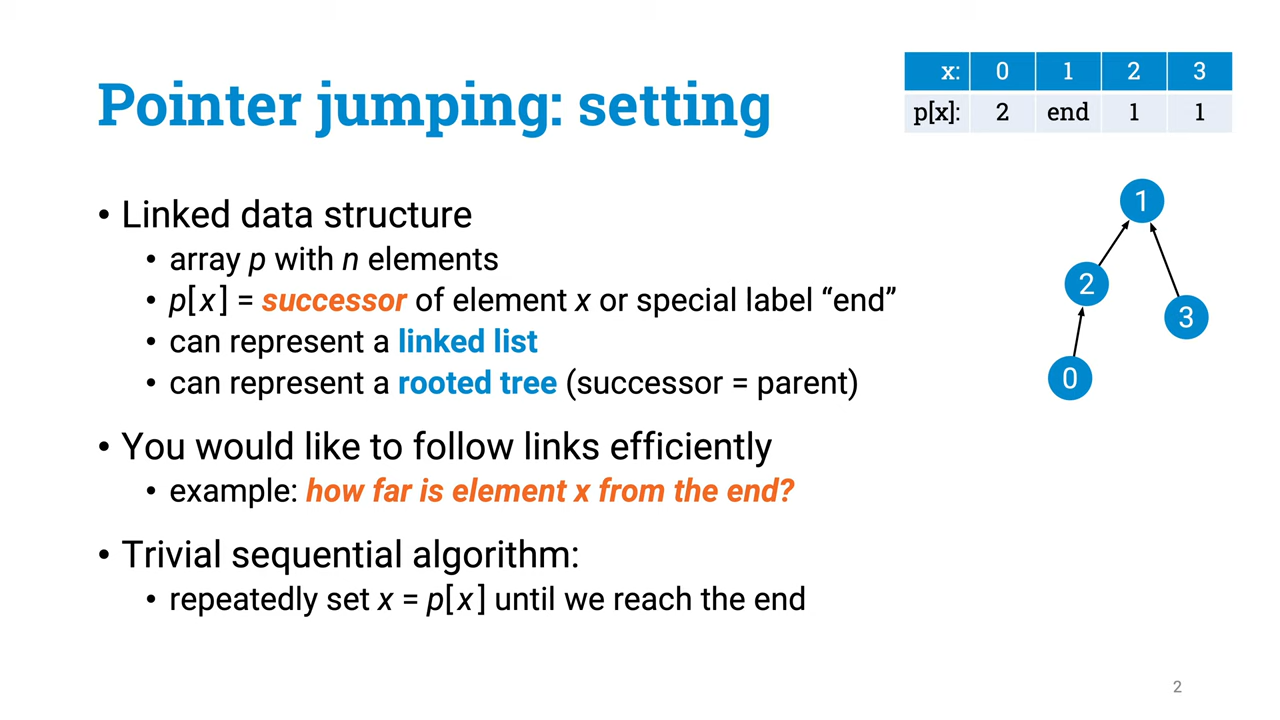 Pointer jumping: setting
x: 0 1 2 3
p[x]: 2 end 1 1
• Linked data structure
• array p with n elements
• p[x] = successor of element x or special label “end”
• can represent a linked list
• can represent a rooted tree (successor = parent)
• You would like to follow links efficiently
• example: how far is element x from the end?
• Trivial sequential algorithm:
• repeatedly set x = p[x] until we reach the end
1
2
3
0
2